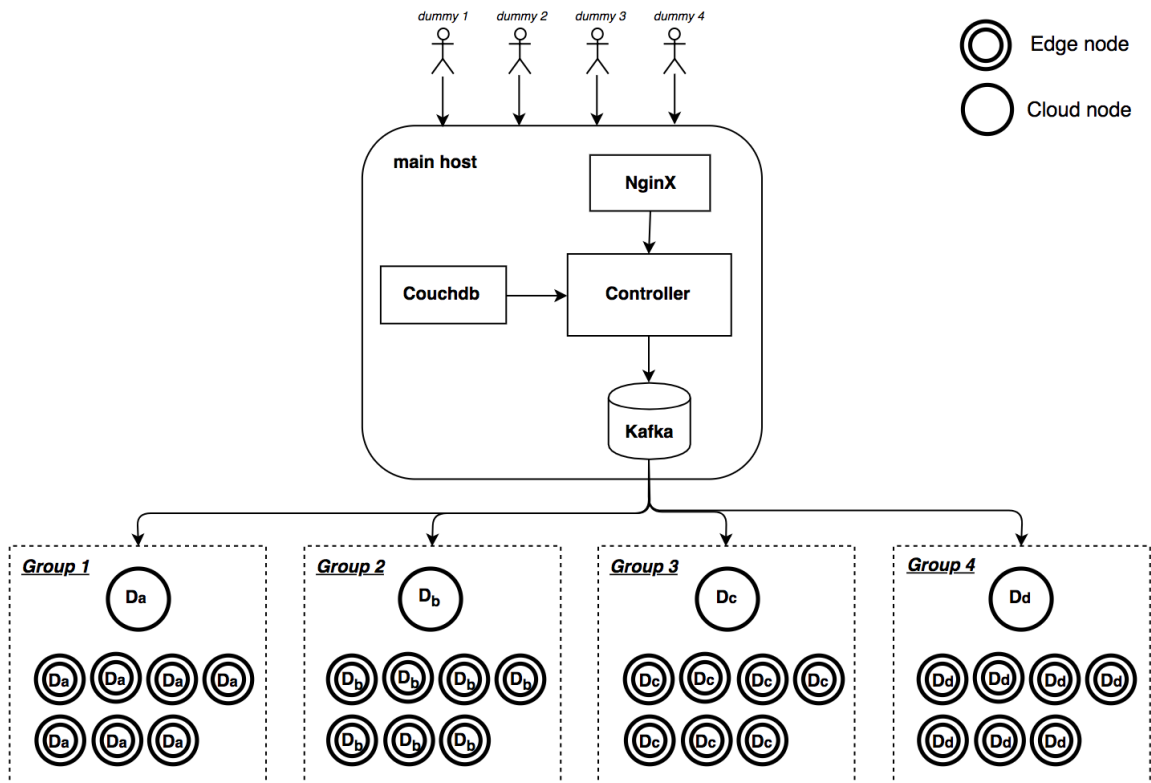 dummy 1 dummy 2 dummy 3 dummy 4
Edge node
Cloud node
main host
NginX
Couchdb
Controller
Kafka
Group 1 Group 2 Group 3 Group 4
Da Db Dc Dd
Da Da Da Da Db Db Db Db Dc Dc Dc Dc Dd Dd Dd Dd
Da Da Da Db Db Db Dc Dc Dc Dd Dd Dd